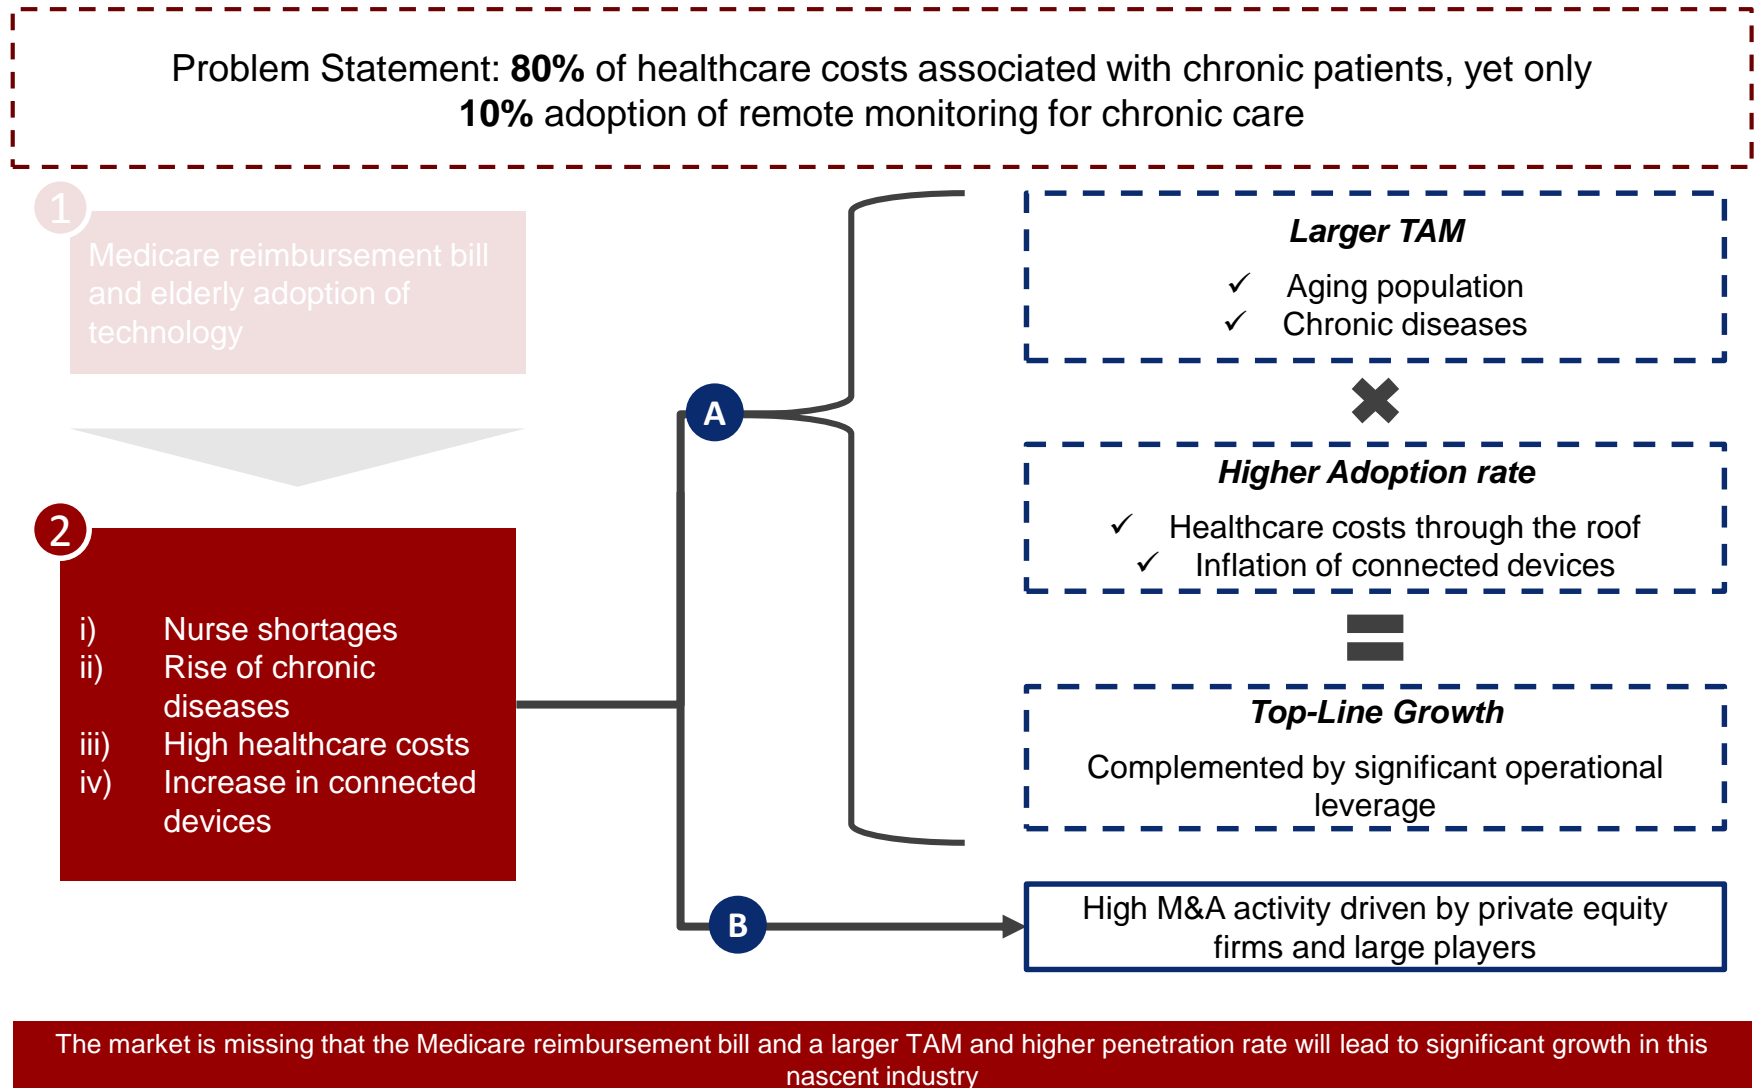 Problem Statement: 80% of healthcare costs associated with chronic patients, yet only
10% adoption of remote monitoring for chronic care
1
Medicare reimbursement bill
and elderly adoption of
technology
2
i) Nurse shortages
ii) Rise of chronic
diseases
iii) High healthcare costs
iv) Increase in connected
devices
A
Larger TAM
✓ Aging population
✓ Chronic diseases
Higher Adoption rate
✓ Healthcare costs through the roof
✓ Inflation of connected devices
Top-Line Growth
Complemented by significant operational
leverage
B
High M&A activity driven by private equity
firms and large players
The market is missing that the Medicare reimbursement bill and a larger TAM and higher penetration rate will lead to significant growth in this
nascent industry